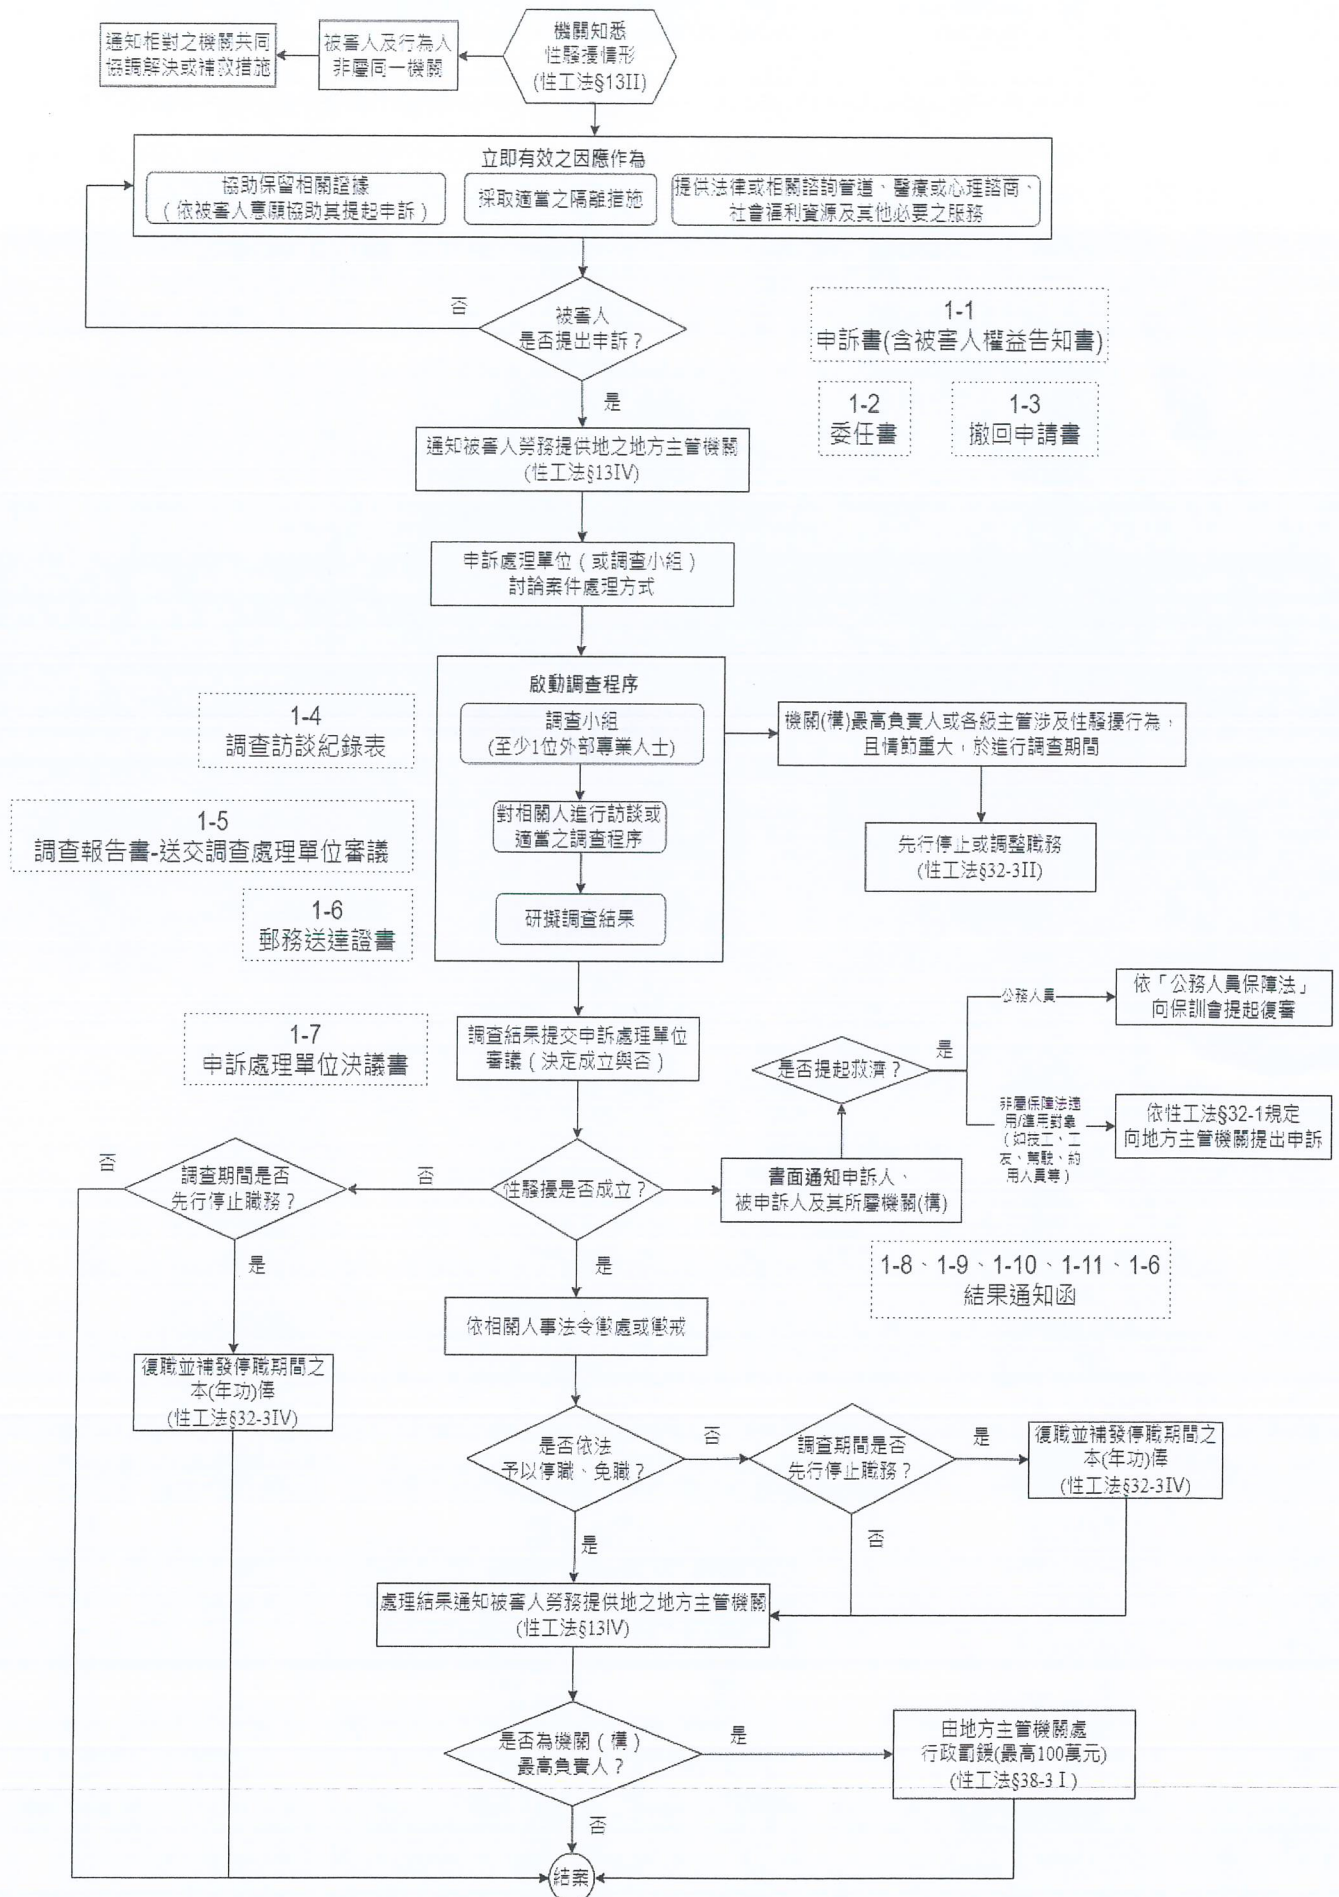 機關知悉
性騷擾情形
(性工法§13II)
被害人及行為人
非屬同一機關
通知相對之機關共同
協調解決或補救措施
立即有效之因應作為
協助保留相關證據
（依被害人意願協助其提起申訴）
採取適當之隔離措施
提供法律或相關諮詢管道、醫療或心理諮商、
社會福利資源及其他必要之服務
否
被害人
是否提出申訴？
是
1-1
申訴書(含被害人權益告知書)
1-2
委任書
1-3
撤回申請書
通知被害人勞務提供地之地方主管機關
(性工法§13IV)
申訴處理單位（或調查小組）
討論案件處理方式
啟動調查程序
調查小組
(至少1位外部專業人士)
對相關人進行訪談或
適當之調查程序
研擬調查結果
1-4
調查訪談紀錄表
1-5
調查報告書-送交調查處理單位審議
1-6
郵務送達證書
機關(構)最高負責人或各級主管涉及性騷擾行為，
且情節重大，於進行調查期間
先行停止或調整職務
(性工法§32-3II)
1-7
申訴處理單位決議書
調查結果提交申訴處理單位
審議（決定成立與否）
是否提起救濟？
是
公務人員
依「公務人員保障法」
向保訓會提起復審
非屬保障法適
用/準用對象
（如技工、工
友、駕駛、約
用人員等）
依性工法§32-1規定
向地方主管機關提出申訴
否
調查期間是否
先行停止職務？
否
性騷擾是否成立？
書面通知申訴人、
被申訴人及其所屬機關(構)
是
是
1-8、1-9、1-10、1-11、1-6
結果通知函
依相關人事法令懲處或懲戒
復職並補發停職期間之
本(年功)俸
(性工法§32-3IV)
是否依法
予以停職、免職？
否
調查期間是否
先行停止職務？
是
復職並補發停職期間之
本(年功)俸
(性工法§32-3IV)
是
否
處理結果通知被害人勞務提供地之地方主管機關
(性工法§13IV)
是否為機關（構）
最高負責人？
是
由地方主管機關處
行政罰鍰(最高100萬元)
(性工法§38-3 I )
否
結案